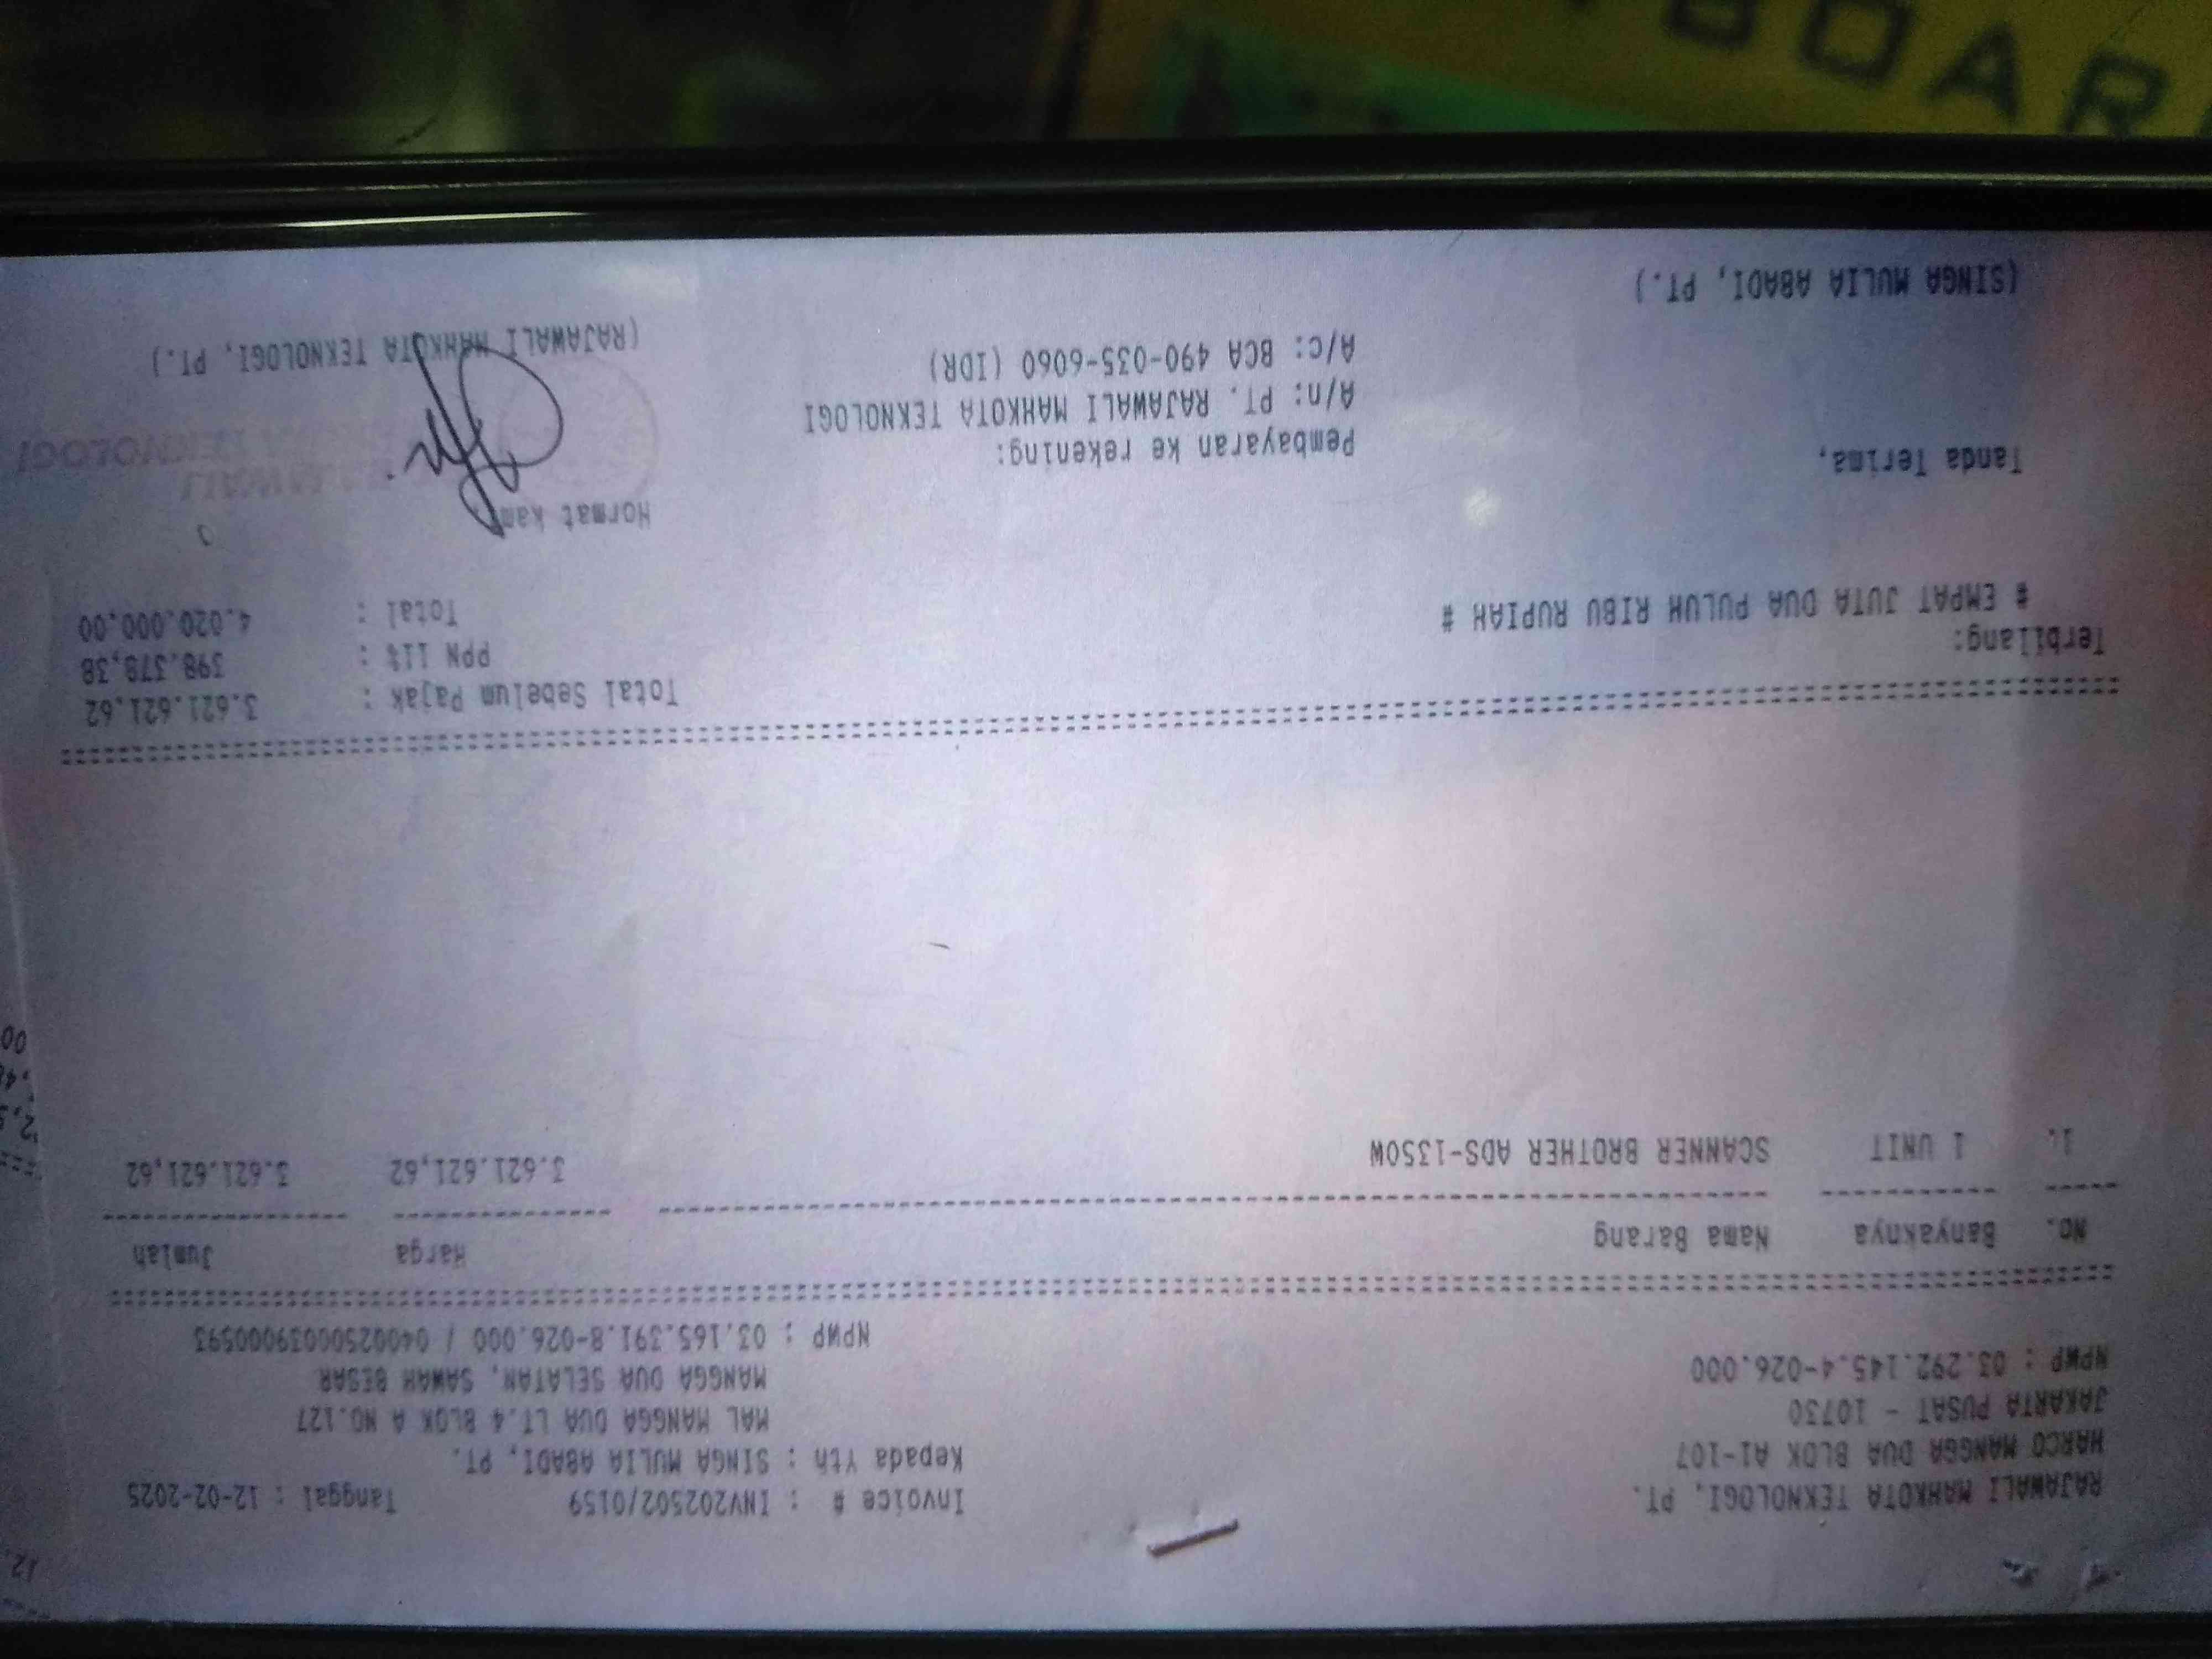 RAJAWALI MAHKOTA TEKNOLOGI, PT.
HARCO MANGGA DUA BLOK A1-107
JAKARTA PUSAT - 10730
NPWP : 03.292.145.4-026.000
Invoice # : INV202502/0159 Tanggal : 12-02-2025
Kepada Yth : SINGA MULIA ABADI, PT.
MAL MANGGA DUA LT.4 BLOK A NO.127
MANGGA DUA SELATAN, SAWAH BESAR
NPWP : 03.165.391.8-026.000 / 04002500039000593
No. Banyaknya Nama Barang Harga Jumlah
1. 1 UNIT SCANNER BROTHER ADS-1350W 3.621.621,62 3.621.621,62
Terbilang:
# EMPAT JUTA DUA PULUH RIBU RUPIAH #
Total Sebelum Pajak : 3.621.621,62
PPN 11% : 398.378,38
Total : 4.020.000,00
Tanda Terima,
(SINGA MULIA ABADI, PT.)
Pembayaran ke rekening:
A/n: PT. RAJAWALI MAHKOTA TEKNOLOGI
A/c: BCA 490-035-6060 (IDR)
Hormat kami,
RAJAWALI
TEKNOLOGI
(RAJAWALI MAHKOTA TEKNOLOGI, PT.)